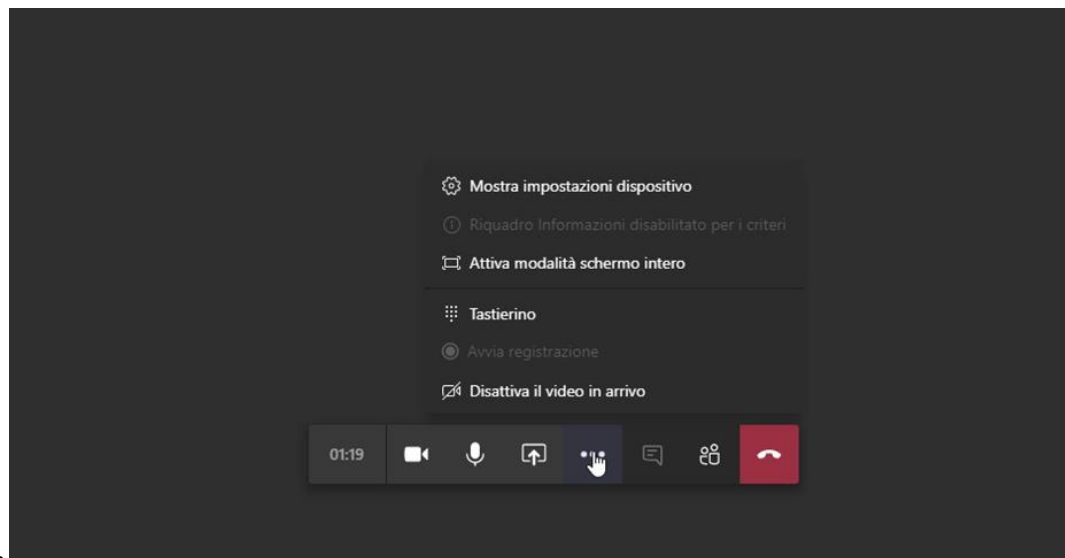 Mostra impostazioni dispositivo
Riquadro Informazioni disabilitato per i criteri
Attiva modalità schermo intero
Tastierino
Avvia registrazione
Disattiva il video in arrivo
01:19